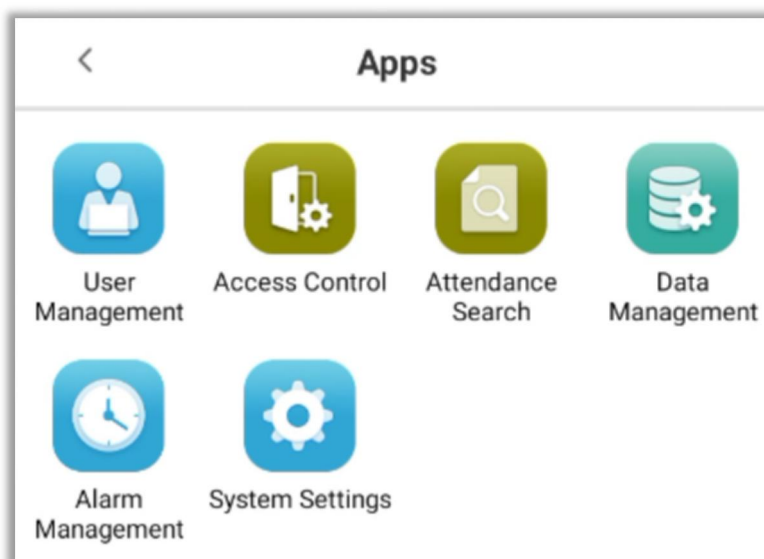 Apps
User
Management
Access Control
Attendance
Search
Data
Management
Alarm
Management
System Settings